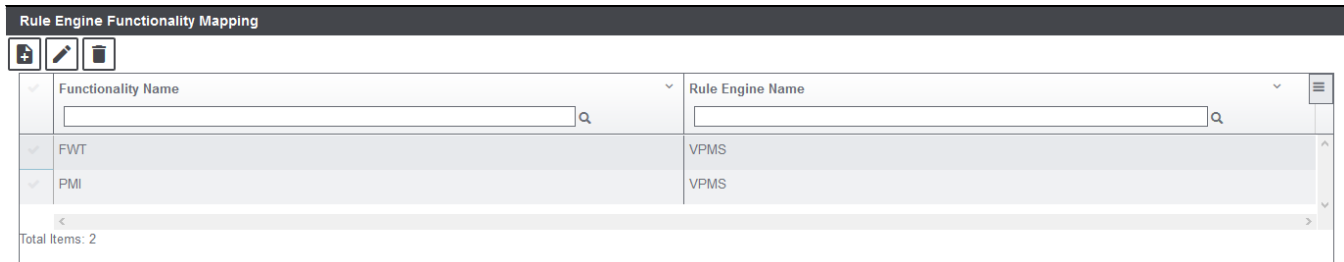 Rule Engine Functionality Mapping
Functionality Name Rule Engine Name
FWT VPMS
PMI VPMS
Total Items: 2